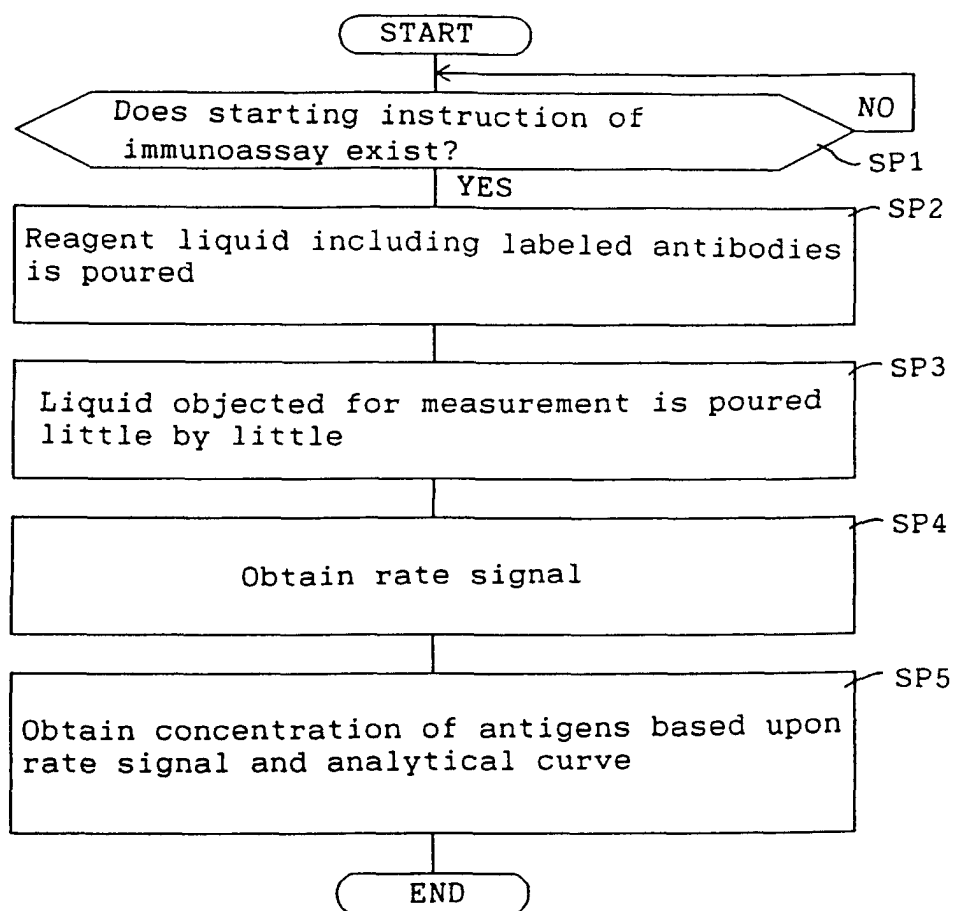 START
Does starting instruction of
immunoassay exist?
NO
SP1
YES
SP2
Reagent liquid including labeled antibodies
is poured
SP3
Liquid objected for measurement is poured
little by little
SP4
Obtain rate signal
SP5
Obtain concentration of antigens based upon
rate signal and analytical curve
END